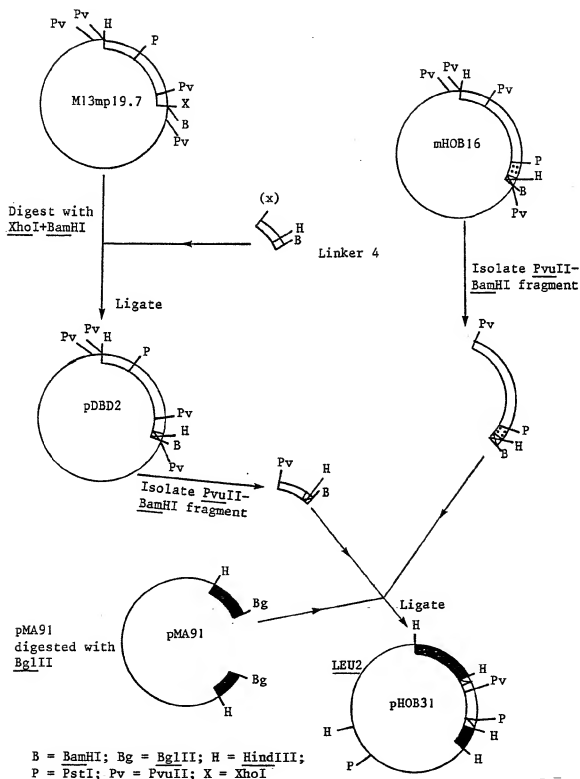 Pv
Pv
H
P
M13mp19.7
Pv
X
B
Pv
Pv
Pv
H
Pv
mHOB16
P
H
B
Pv
Digest with
XhoI+BamHI
(x)
H
B
Linker 4
Ligate
Isolate PvuII-
BamHI fragment
Pv
P
H
B
Pv
Pv
H
P
pDBD2
Pv
H
B
Pv
Isolate PvuII-
BamHI fragment
Pv
H
B
Ligate
pMA91
digested with
BglII
H
Bg
pMA91
Bg
H
H
LEU2
H
Pv
pHOB31
P
H
H
P
B = BamHI; Bg = BglII; H = HindIII;
P = PstI; Pv = PvuII; X = XhoI